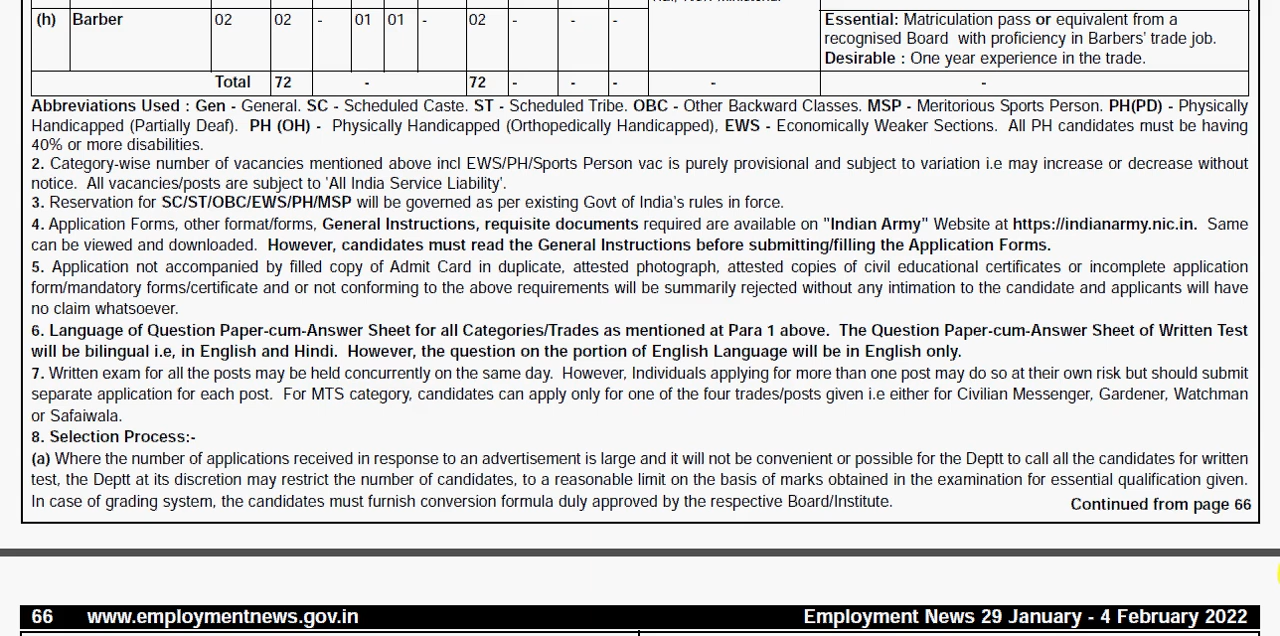 (h) Barber 02 02 - 01 01 - 02 - - - Essential: Matriculation pass or equivalent from a
recognised Board with proficiency in Barbers' trade job.
Desirable : One year experience in the trade.
Total 72 - 72 - - - - -
Abbreviations Used : Gen - General. SC - Scheduled Caste. ST - Scheduled Tribe. OBC - Other Backward Classes. MSP - Meritorious Sports Person. PH(PD) - Physically
Handicapped (Partially Deaf). PH (OH) - Physically Handicapped (Orthopedically Handicapped), EWS - Economically Weaker Sections. All PH candidates must be having
40% or more disabilities.
2. Category-wise number of vacancies mentioned above incl EWS/PH/Sports Person vac is purely provisional and subject to variation i.e may increase or decrease without
notice. All vacancies/posts are subject to 'All India Service Liability'.
3. Reservation for SC/ST/OBC/EWS/PH/MSP will be governed as per existing Govt of India's rules in force.
4. Application Forms, other format/forms, General Instructions, requisite documents required are available on "Indian Army" Website at https://indianarmy.nic.in. Same
can be viewed and downloaded. However, candidates must read the General Instructions before submitting/filling the Application Forms.
5. Application not accompanied by filled copy of Admit Card in duplicate, attested photograph, attested copies of civil educational certificates or incomplete application
form/mandatory forms/certificate and or not conforming to the above requirements will be summarily rejected without any intimation to the candidate and applicants will have
no claim whatsoever.
6. Language of Question Paper-cum-Answer Sheet for all Categories/Trades as mentioned at Para 1 above. The Question Paper-cum-Answer Sheet of Written Test
will be bilingual i.e, in English and Hindi. However, the question on the portion of English Language will be in English only.
7. Written exam for all the posts may be held concurrently on the same day. However, Individuals applying for more than one post may do so at their own risk but should submit
separate application for each post. For MTS category, candidates can apply only for one of the four trades/posts given i.e either for Civilian Messenger, Gardener, Watchman
or Safaiwala.
8. Selection Process:-
(a) Where the number of applications received in response to an advertisement is large and it will not be convenient or possible for the Deptt to call all the candidates for written
test, the Deptt at its discretion may restrict the number of candidates, to a reasonable limit on the basis of marks obtained in the examination for essential qualification given.
In case of grading system, the candidates must furnish conversion formula duly approved by the respective Board/Institute.
Continued from page 66
66 www.employmentnews.gov.in Employment News 29 January - 4 February 2022